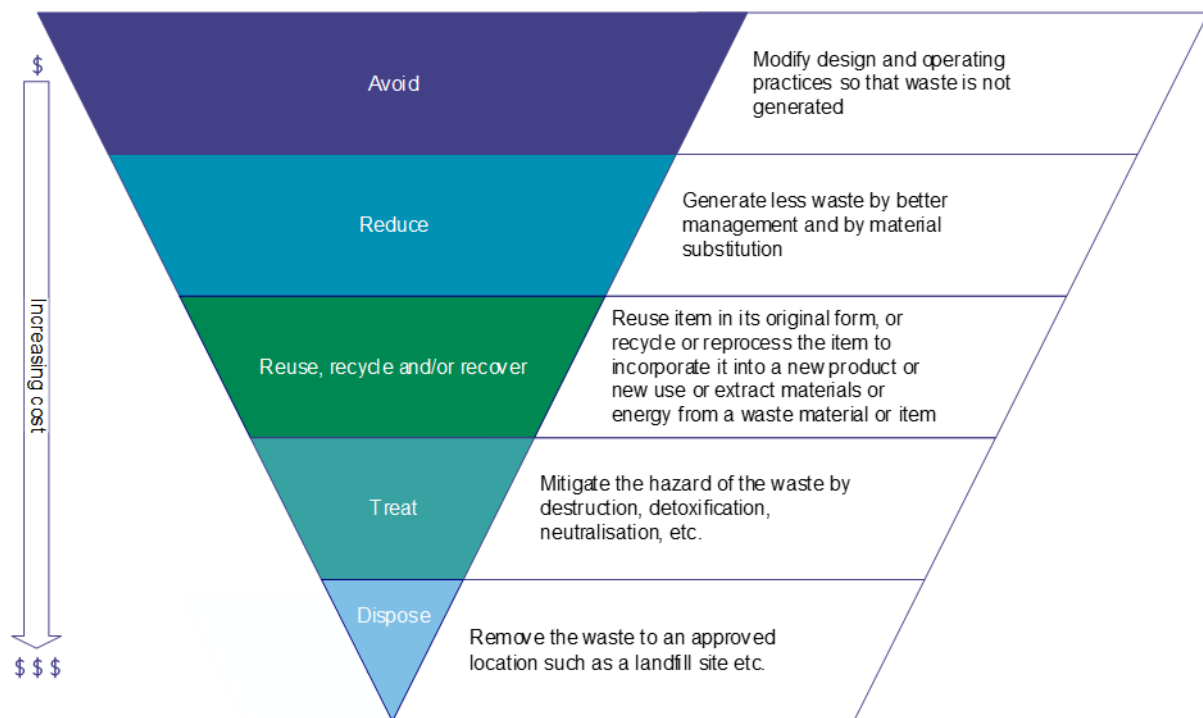 $
Avoid
Modify design and operating
practices so that waste is not
generated
Reduce
Generate less waste by better
management and by material
substitution
Increasing cost
Reuse, recycle and/or recover
Reuse item in its original form, or
recycle or reprocess the item to
incorporate it into a new product or
new use or extract materials or
energy from a waste material or item
Treat
Mitigate the hazard of the waste by
destruction, detoxification,
neutralisation, etc.
Dispose
Remove the waste to an approved
location such as a landfill site etc.
$ $ $